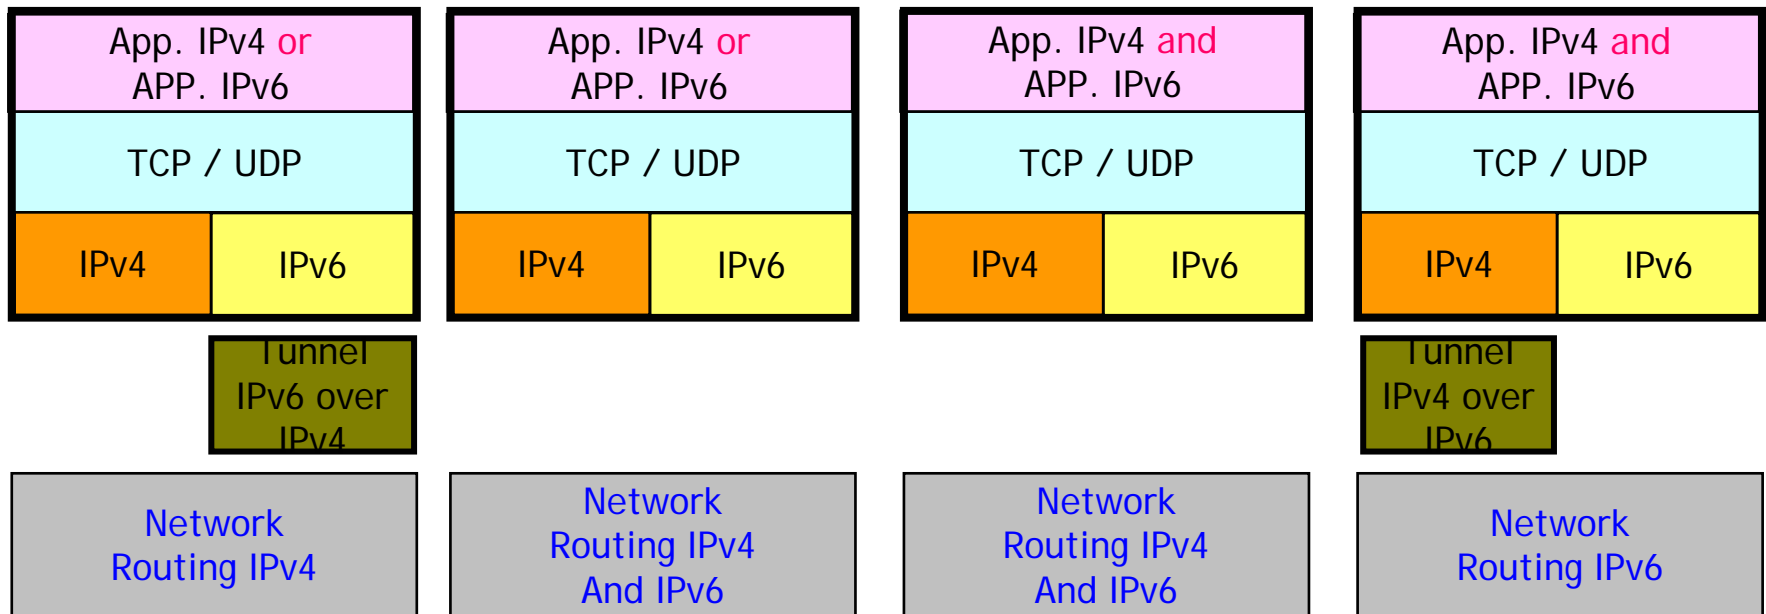 App. IPv4 or
APP. IPv6
TCP / UDP
IPv4
IPv6
Tunnel
IPv6 over
IPv4
Network
Routing IPv4
App. IPv4 or
APP. IPv6
TCP / UDP
IPv4
IPv6
Network
Routing IPv4
And IPv6
App. IPv4 and
APP. IPv6
TCP / UDP
IPv4
IPv6
Network
Routing IPv4
And IPv6
App. IPv4 and
APP. IPv6
TCP / UDP
IPv4
IPv6
Tunnel
IPv4 over
IPv6
Network
Routing IPv6